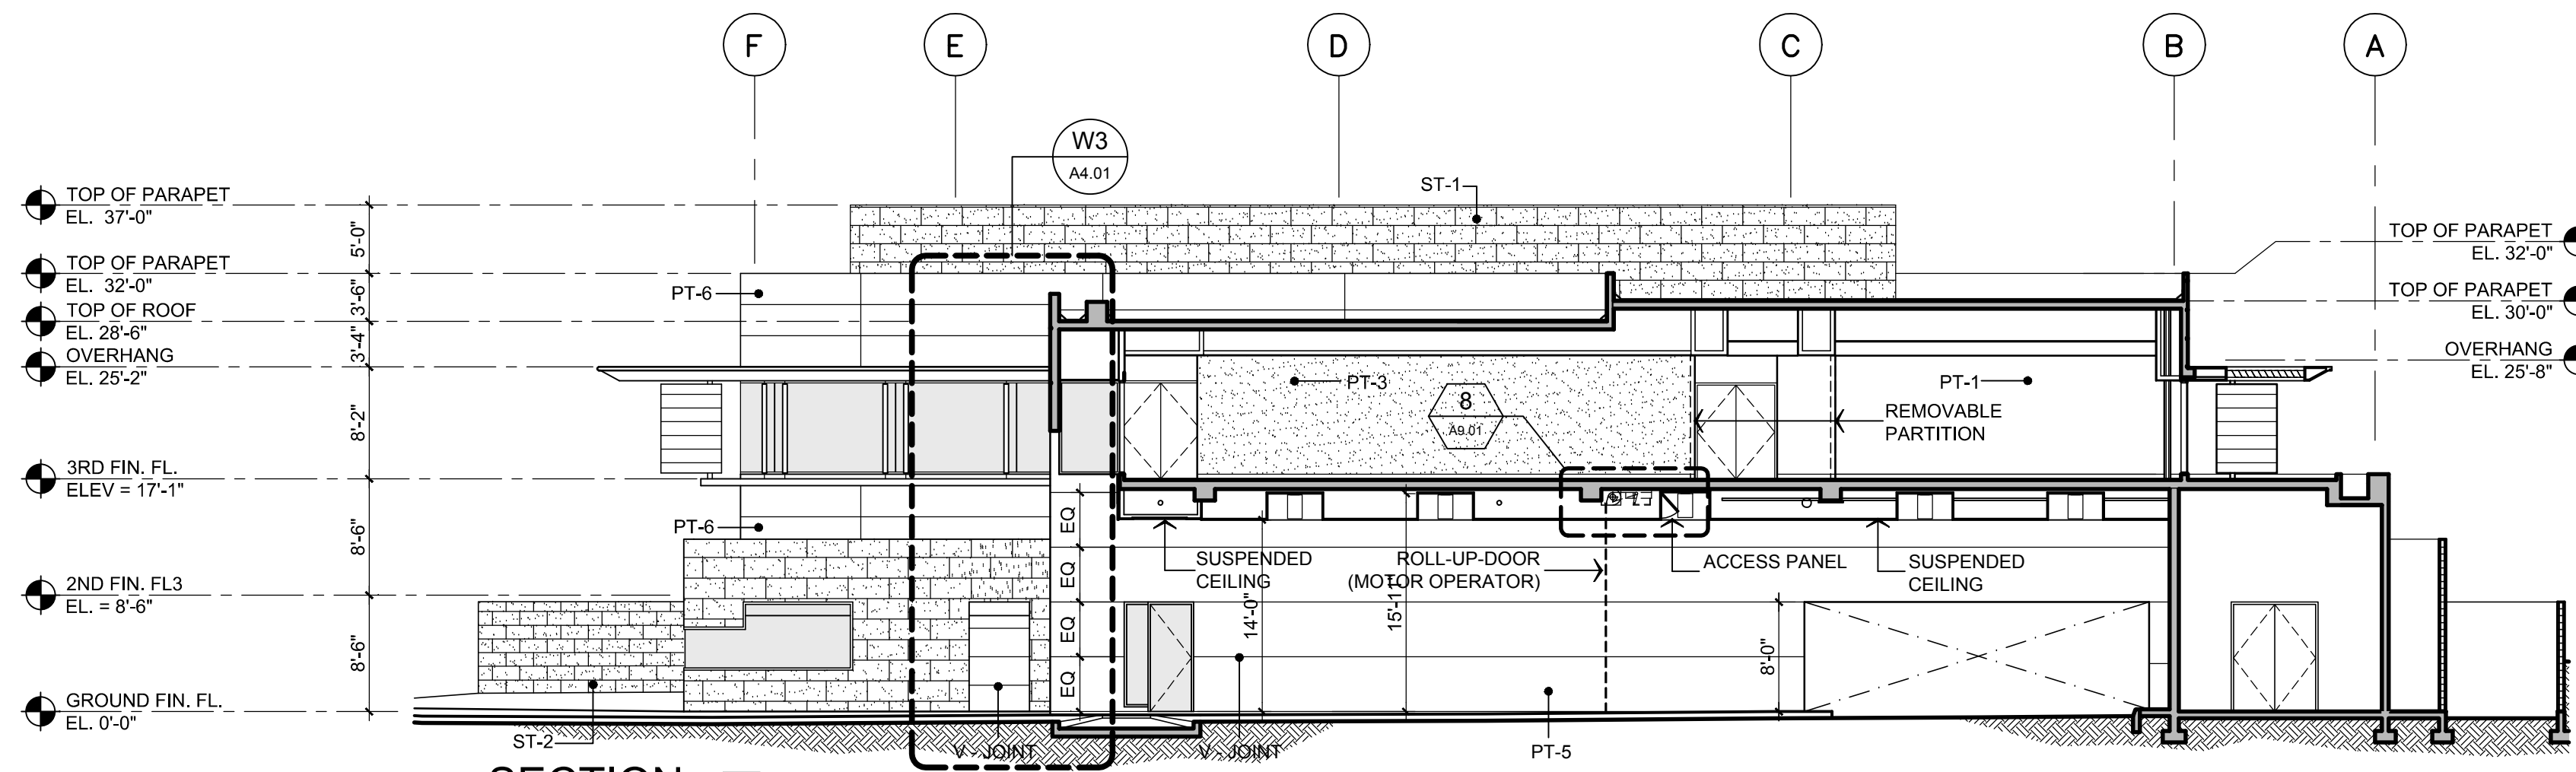 F
E
D
C
B
A
W3
A4.01
ST-1
TOP OF PARAPET
EL. 37'-0"
5'-0"
TOP OF PARAPET
EL. 32'-0"
3'-6"
TOP OF ROOF
EL. 28'-6"
3'-4"
OVERHANG
EL. 25'-2"
8'-2"
3RD FIN. FL.
ELEV = 17'-1"
8'-6"
2ND FIN. FL3
EL. = 8'-6"
8'-6"
GROUND FIN. FL.
EL. 0'-0"
TOP OF PARAPET
EL. 32'-0"
TOP OF PARAPET
EL. 30'-0"
OVERHANG
EL. 25'-8"
PT-6
PT-3
8
A9.01
PT-1
REMOVABLE
PARTITION
PT-6
EQ
EQ
EQ
EQ
SUSPENDED
CEILING
ROLL-UP-DOOR
(MOTOR OPERATOR)
ACCESS PANEL
SUSPENDED
CEILING
14'-0"
15'-11"
8'-0"
ST-2
V - JOINT
V - JOINT
PT-5
SECTION